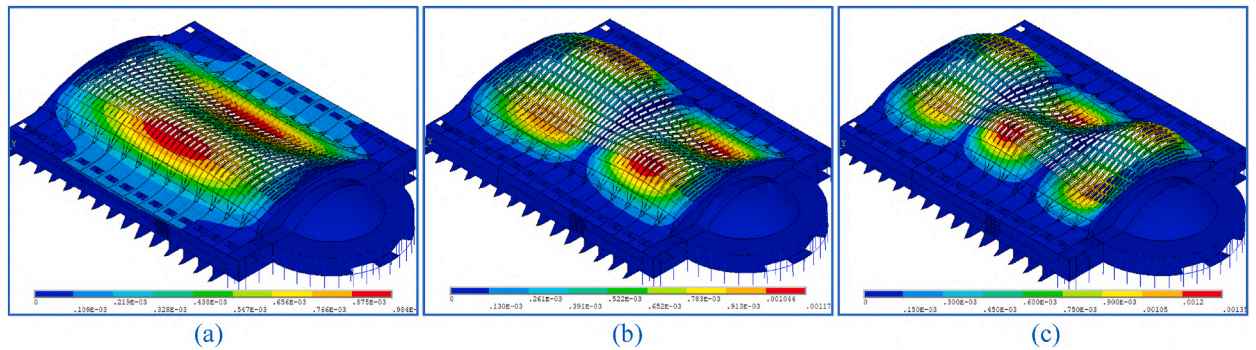 Y
0 .219E-03 .438E-03 .656E-03 .875E-03
.109E-03 .328E-03 .547E-03 .766E-03 .984E-
(a)
Y
0 .261E-03 .522E-03 .783E-03 .001044
.130E-03 .391E-03 .652E-03 .913E-03 .00117
(b)
Y
0 .300E-03 .600E-03 .900E-03 .0012
.150E-03 .450E-03 .750E-03 .00105 .00135
(c)